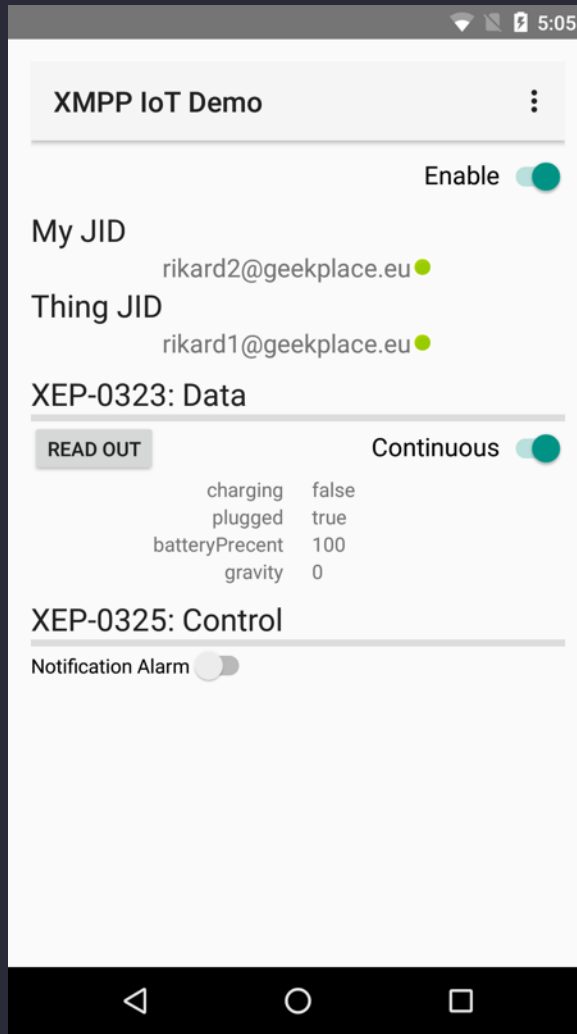 5:05
XMPP IoT Demo
Enable
My JID
rikard2@geekplace.eu
Thing JID
rikard1@geekplace.eu
XEP-0323: Data
READ OUT Continuous
charging false
plugged true
batteryPrecent 100
gravity 0
XEP-0325: Control
Notification Alarm